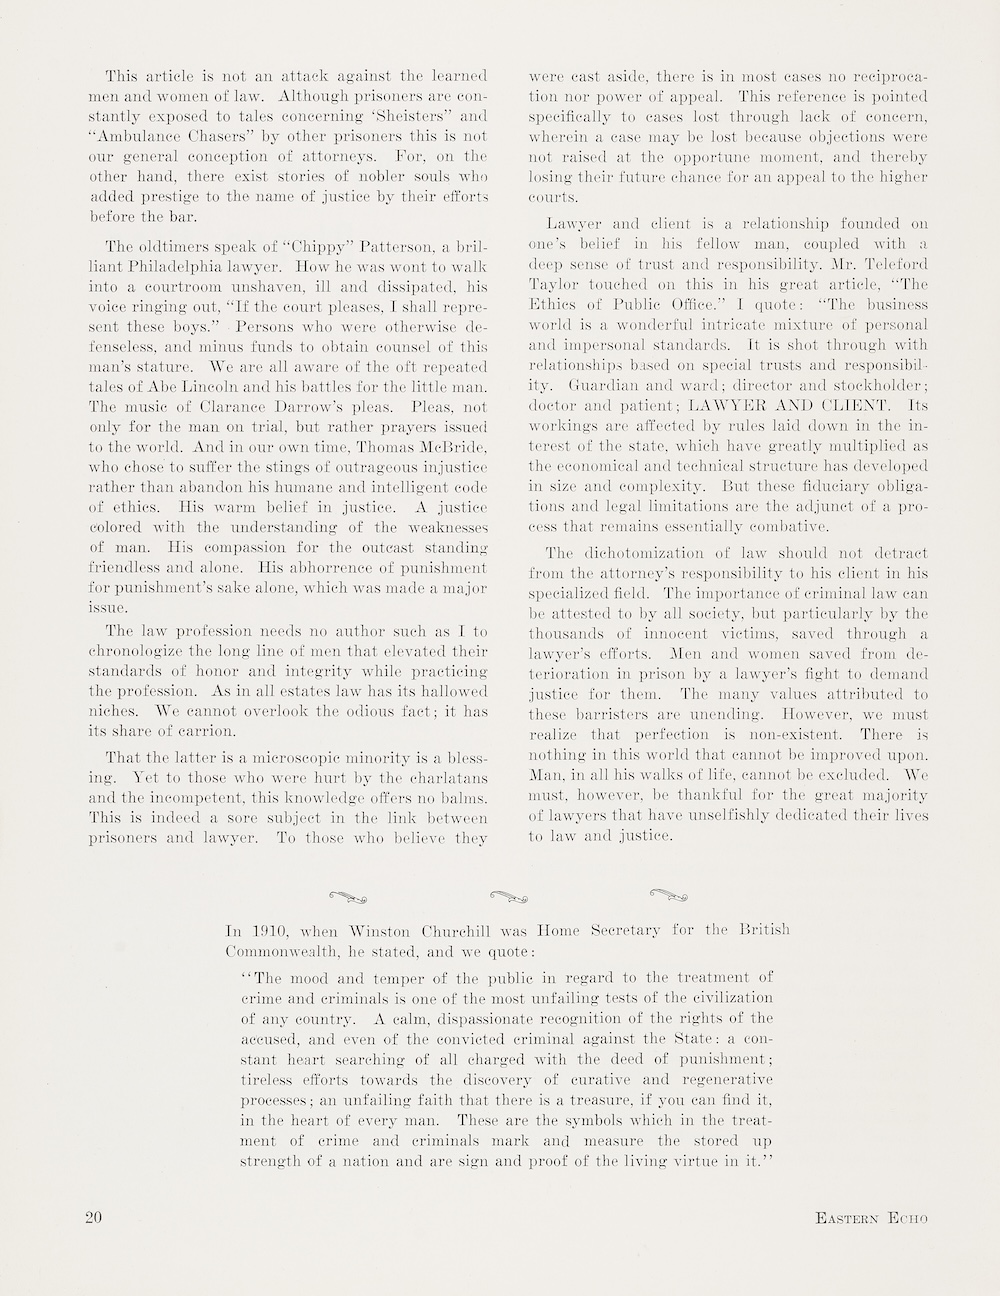 This article is not an attack against the learned
men and women of law. Although prisoners are con-
stantly exposed to tales concerning 'Sheisters" and
"Ambulance Chasers" by other prisoners this is not
our general conception of attorneys. For, on the
other hand, there exist stories of nobler souls who
added prestige to the name of justice by their efforts
before the bar.
The oldtimers speak of "Chippy" Patterson, a bril-
liant Philadelphia lawyer. How he was wont to walk
into a courtroom unshaven, ill and dissipated, his
voice ringing out, "If the court pleases, I shall repre-
sent these boys." Persons who were otherwise de-
fenseless, and minus funds to obtain counsel of this
man's stature. We are all aware of the oft repeated
tales of Abe Lincoln and his battles for the little man.
The music of Clarance Darrow's pleas. Pleas, not
only for the man on trial, but rather prayers issued
to the world. And in our own time, Thomas McBride,
who chose to suffer the stings of outrageous injustice
rather than abandon his humane and intelligent code
of ethics. His warm belief in justice. A justice
colored with the understanding of the weaknesses
of man. His compassion for the outcast standing
friendless and alone. His abhorrence of punishment
for punishment's sake alone, which was made a major
issue.
The law profession needs no author such as I to
chronologize the long line of men that elevated their
standards of honor and integrity while practicing
the profession. As in all estates law has its hallowed
niches. We cannot overlook the odious fact; it has
its share of carrion.
That the latter is a microscopic minority is a bless-
ing. Yet to those who were hurt by the charlatans
and the incompetent, this knowledge offers no balms.
This is indeed a sore subject in the link between
prisoners and lawyer. To those who believe they
were cast aside, there is in most cases no reciproca-
tion nor power of appeal. This reference is pointed
specifically to cases lost through lack of concern,
wherein a case may be lost because objections were
not raised at the opportune moment, and thereby
losing their future chance for an appeal to the higher
courts.
Lawyer and client is a relationship founded on
one's belief in his fellow man, coupled with a
deep sense of trust and responsibility. Mr. Teleford
Taylor touched on this in his great article, "The
Ethics of Public Office." I quote: "The business
world is a wonderful intricate mixture of personal
and impersonal standards. It is shot through with
relationships based on special trusts and responsibil-
ity. Guardian and ward; director and stockholder;
doctor and patient; LAWYER AND CLIENT. Its
workings are affected by rules laid down in the in-
terest of the state, which have greatly multiplied as
the economical and technical structure has developed
in size and complexity. But these fiduciary obliga-
tions and legal limitations are the adjunct of a pro-
cess that remains essentially combative.
The dichotomization of law should not detract
from the attorney's responsibility to his client in his
specialized field. The importance of criminal law can
be attested to by all society, but particularly by the
thousands of innocent victims, saved through a
lawyer's efforts. Men and women saved from de-
terioration in prison by a lawyer's fight to demand
justice for them. The many values attributed to
these barristers are unending. However, we must
realize that perfection is non-existent. There is
nothing in this world that cannot be improved upon.
Man, in all his walks of life, cannot be excluded. We
must, however, be thankful for the great majority
of lawyers that have unselfishly dedicated their lives
to law and justice.
In 1910, when Winston Churchill was Home Secretary for the British
Commonwealth, he stated, and we quote:
"The mood and temper of the public in regard to the treatment of
crime and criminals is one of the most unfailing tests of the civilization
of any country. A calm, dispassionate recognition of the rights of the
accused, and even of the convicted criminal against the State: a con-
stant heart searching of all charged with the deed of punishment;
tireless efforts towards the discovery of curative and regenerative
processes; an unfailing faith that there is a treasure, if you can find it,
in the heart of every man. These are the symbols which in the treat-
ment of crime and criminals mark and measure the stored up
strength of a nation and are sign and proof of the living virtue in it."
20
EASTERN ECHO